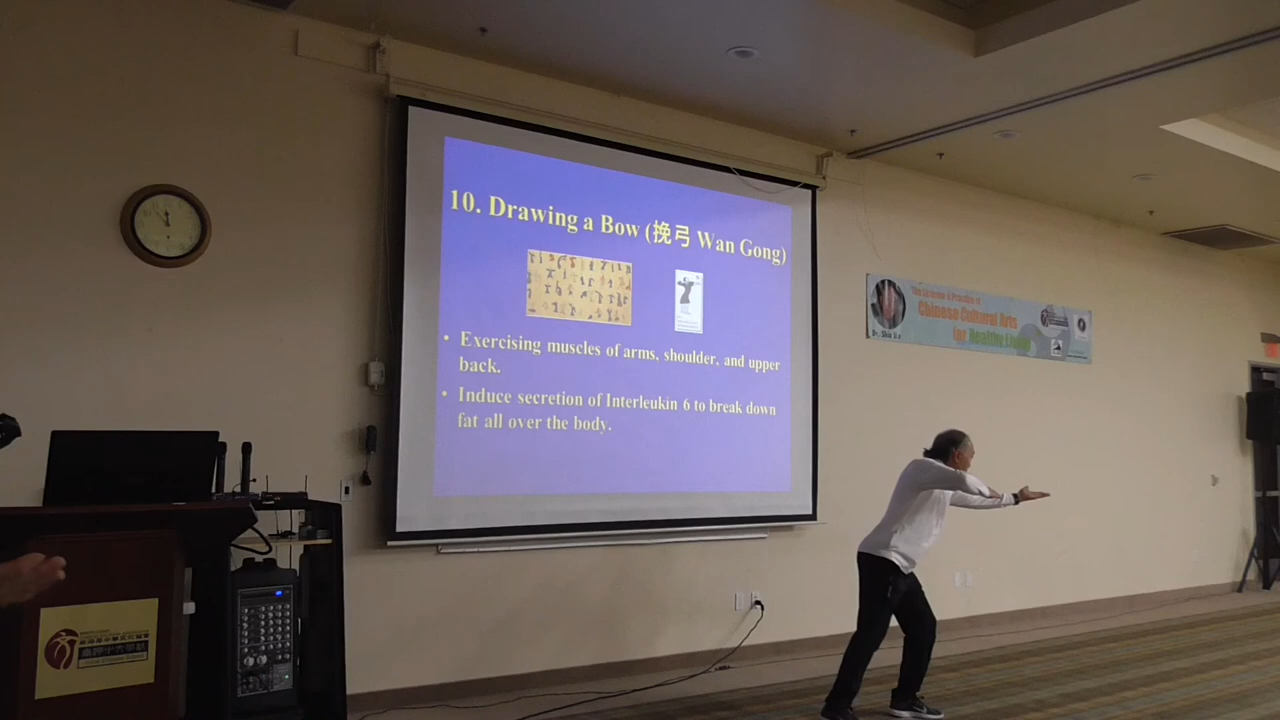 10. Drawing a Bow (挽弓 Wan Gong)
• Exercising muscles of arms, shoulder, and upper
back.
• Induce secretion of Interleukin 6 to break down
fat all over the body.
Chinese Cultural Arts
for Healthy Living